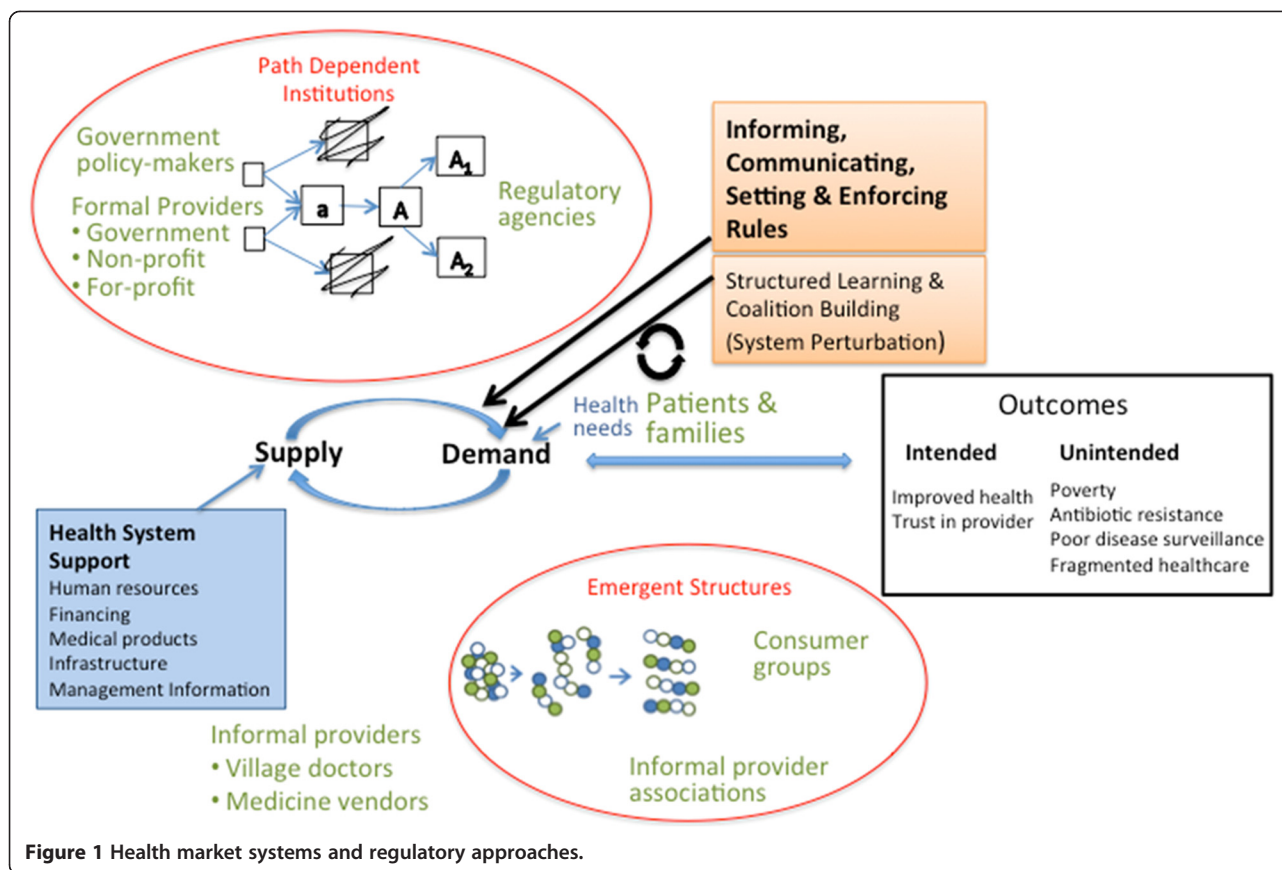 Path Dependent
Institutions
Government
policy-makers
Formal Providers
• Government
• Non-profit
• For-profit
a
A
A1
A2
Regulatory
agencies
Informing,
Communicating,
Setting & Enforcing
Rules
Structured Learning &
Coalition Building
(System Perturbation)
Health
needs
Patients &
families
Supply
Demand
Outcomes
Intended
Improved health
Trust in provider
Unintended
Poverty
Antibiotic resistance
Poor disease surveillance
Fragmented healthcare
Health System
Support
Human resources
Financing
Medical products
Infrastructure
Management Information
Emergent Structures
Consumer
groups
Informal provider
associations
Informal providers
• Village doctors
• Medicine vendors
Figure 1 Health market systems and regulatory approaches.